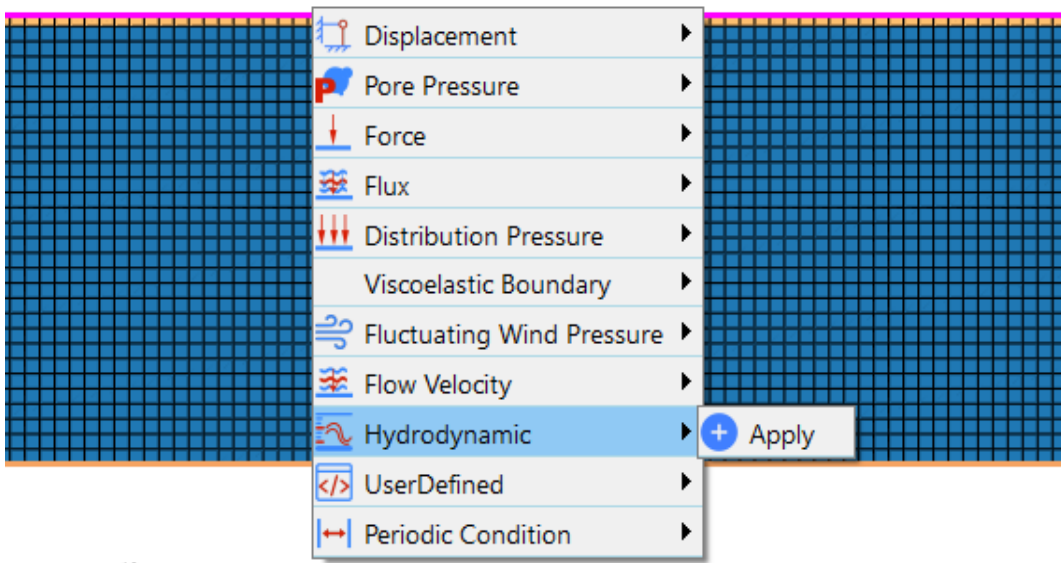 Displacement
Pore Pressure
Force
Flux
Distribution Pressure
Viscoelastic Boundary
Fluctuating Wind Pressure
Flow Velocity
Hydrodynamic
Apply
UserDefined
Periodic Condition